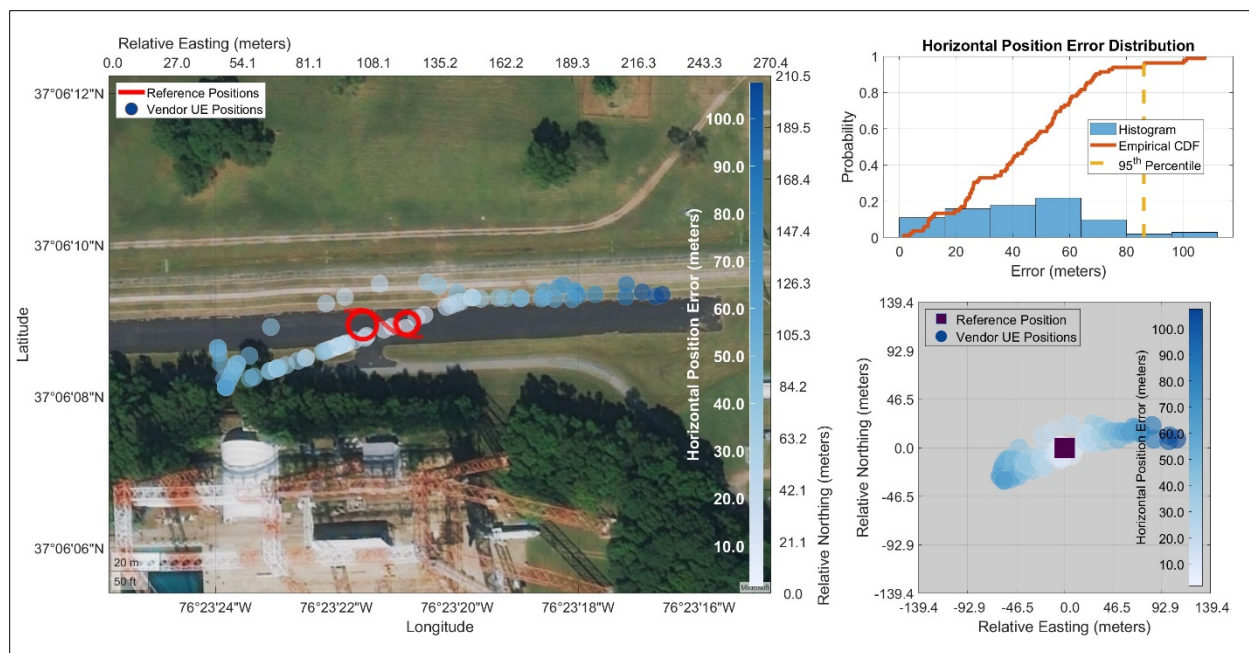 Relative Easting (meters)
0.0 27.0 54.1 81.1 108.1 135.2 162.2 189.3 216.3 243.3 270.4
Reference Positions
Vendor UE Positions
37°06'12"N
37°06'10"N
37°06'08"N
37°06'06"N
Latitude
100.0
90.0
80.0
70.0
60.0
50.0
40.0
30.0
20.0
10.0
Horizontal Position Error (meters)
210.5
189.5
168.4
147.4
126.3
105.3
84.2
63.2
42.1
21.1
0.0
Relative Northing (meters)
20 m
50 ft
Microsoft
76°23'24"W 76°23'22"W 76°23'20"W 76°23'18"W 76°23'16"W
Longitude
Horizontal Position Error Distribution
1
0.8
0.6
0.4
0.2
0
Probability
Histogram
Empirical CDF
95th Percentile
0 20 40 60 80 100
Error (meters)
139.4
92.9
46.5
0.0
-46.5
-92.9
-139.4
Relative Northing (meters)
Reference Position
Vendor UE Positions
100.0
90.0
80.0
70.0
60.0
50.0
40.0
30.0
20.0
10.0
Horizontal Position Error (meters)
-139.4 -92.9 -46.5 0.0 46.5 92.9 139.4
Relative Easting (meters)